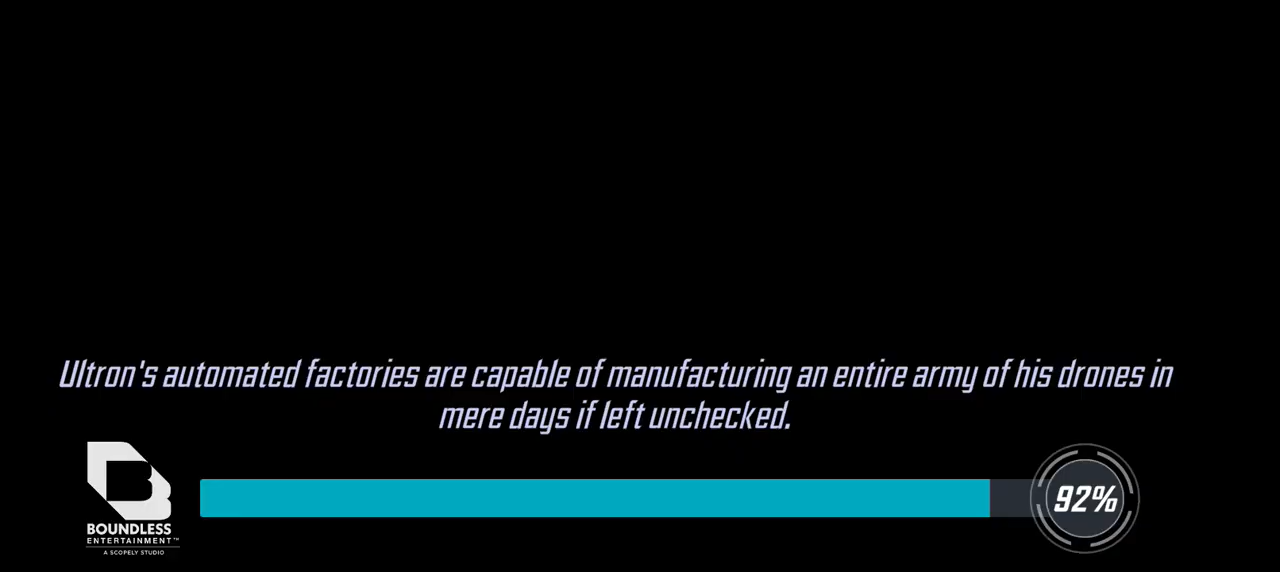 Ultron's automated factories are capable of manufacturing an entire army of his drones in
mere days if left unchecked.
92%
BOUNDLESS
ENTERTAINMENT™
A SCOPELY STUDIO